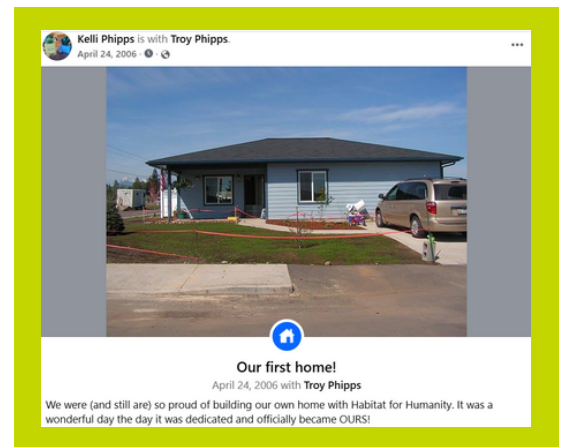 Kelli Phipps is with Troy Phipps.
April 24, 2006
Our first home!
April 24, 2006 with Troy Phipps
We were (and still are) so proud of building our own home with Habitat for Humanity. It was a
wonderful day the day it was dedicated and officially became OURS!